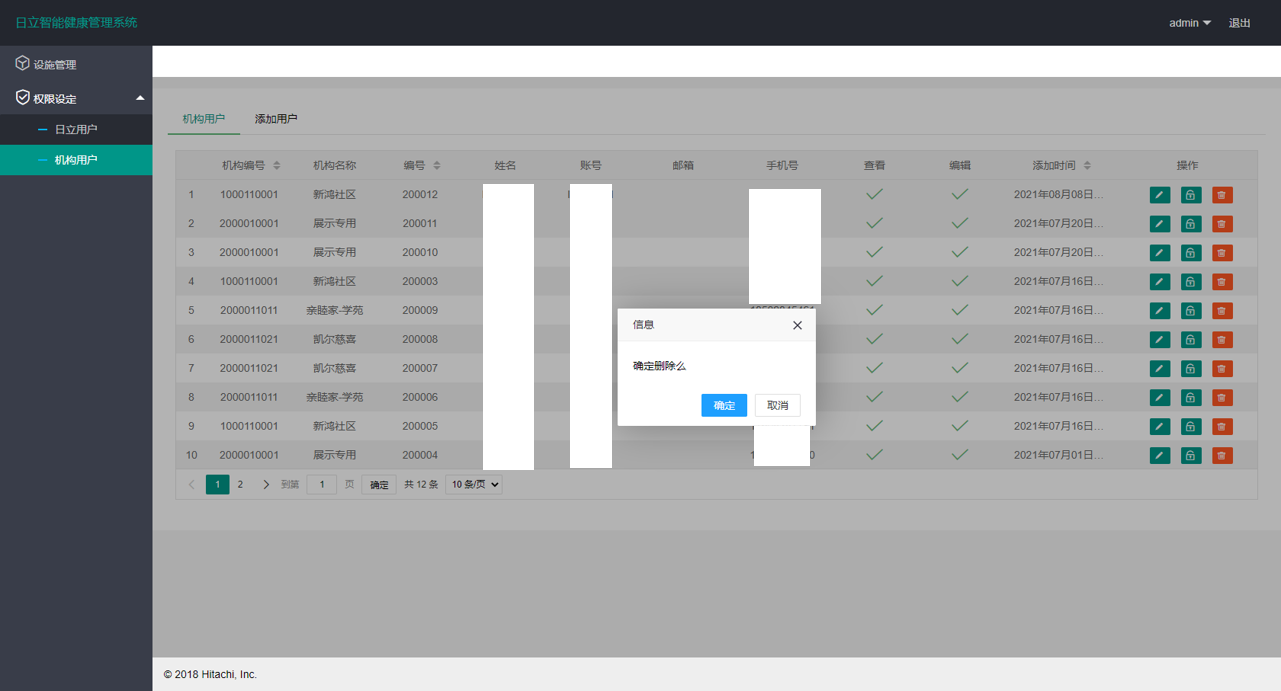 日立智能健康管理系统 admin 退出
设施管理
权限设定
日立用户
机构用户
机构用户 添加用户
机构编号 机构名称 编号 姓名 账号 邮箱 手机号 查看 编辑 添加时间 操作
1 1000110001 新鸿社区 200012 2021年08月08日...
2 2000010001 展示专用 200011 2021年07月20日...
3 2000010001 展示专用 200010 2021年07月20日...
4 1000110001 新鸿社区 200003 2021年07月16日...
5 2000011011 亲睦家-学苑 200009 2021年07月16日...
6 2000011021 凯尔慈喜 200008 2021年07月16日...
7 2000011021 凯尔慈喜 200007 2021年07月16日...
8 2000011011 亲睦家-学苑 200006 2021年07月16日...
9 1000110001 新鸿社区 200005 2021年07月16日...
10 2000010001 展示专用 200004 2021年07月01日...
信息
确定删除么
确定 取消
1 2 到第 1 页 确定 共 12 条 10 条/页
© 2018 Hitachi, Inc.